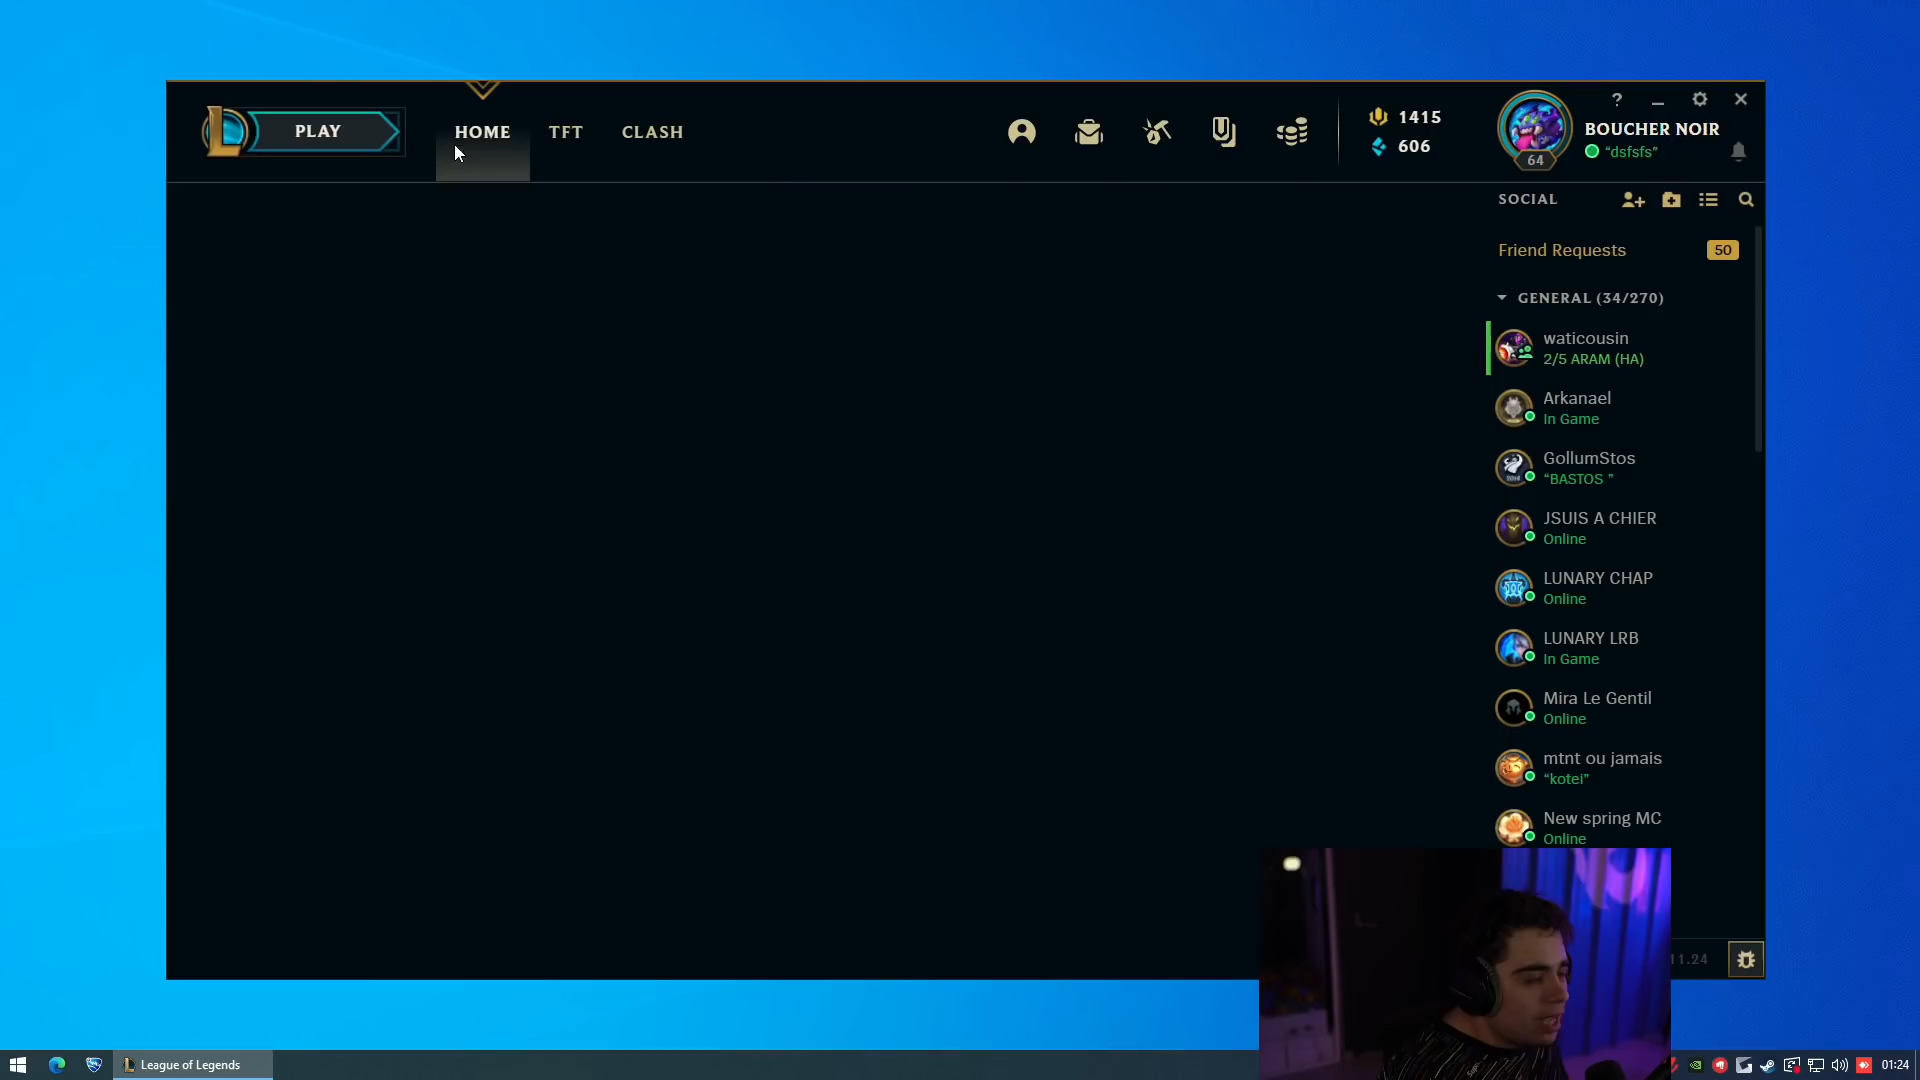 PLAY
HOME
TFT
CLASH
1415
606
64
?
BOUCHER NOIR
“dsfsfs”
SOCIAL
Friend Requests
50
GENERAL (34/270)
waticousin
2/5 ARAM (HA)
Arkanael
In Game
GollumStos
“BASTOS ”
JSUIS A CHIER
Online
LUNARY CHAP
Online
LUNARY LRB
In Game
Mira Le Gentil
Online
mtnt ou jamais
“kotei”
New spring MC
Online
11.24
League of Legends
01:24